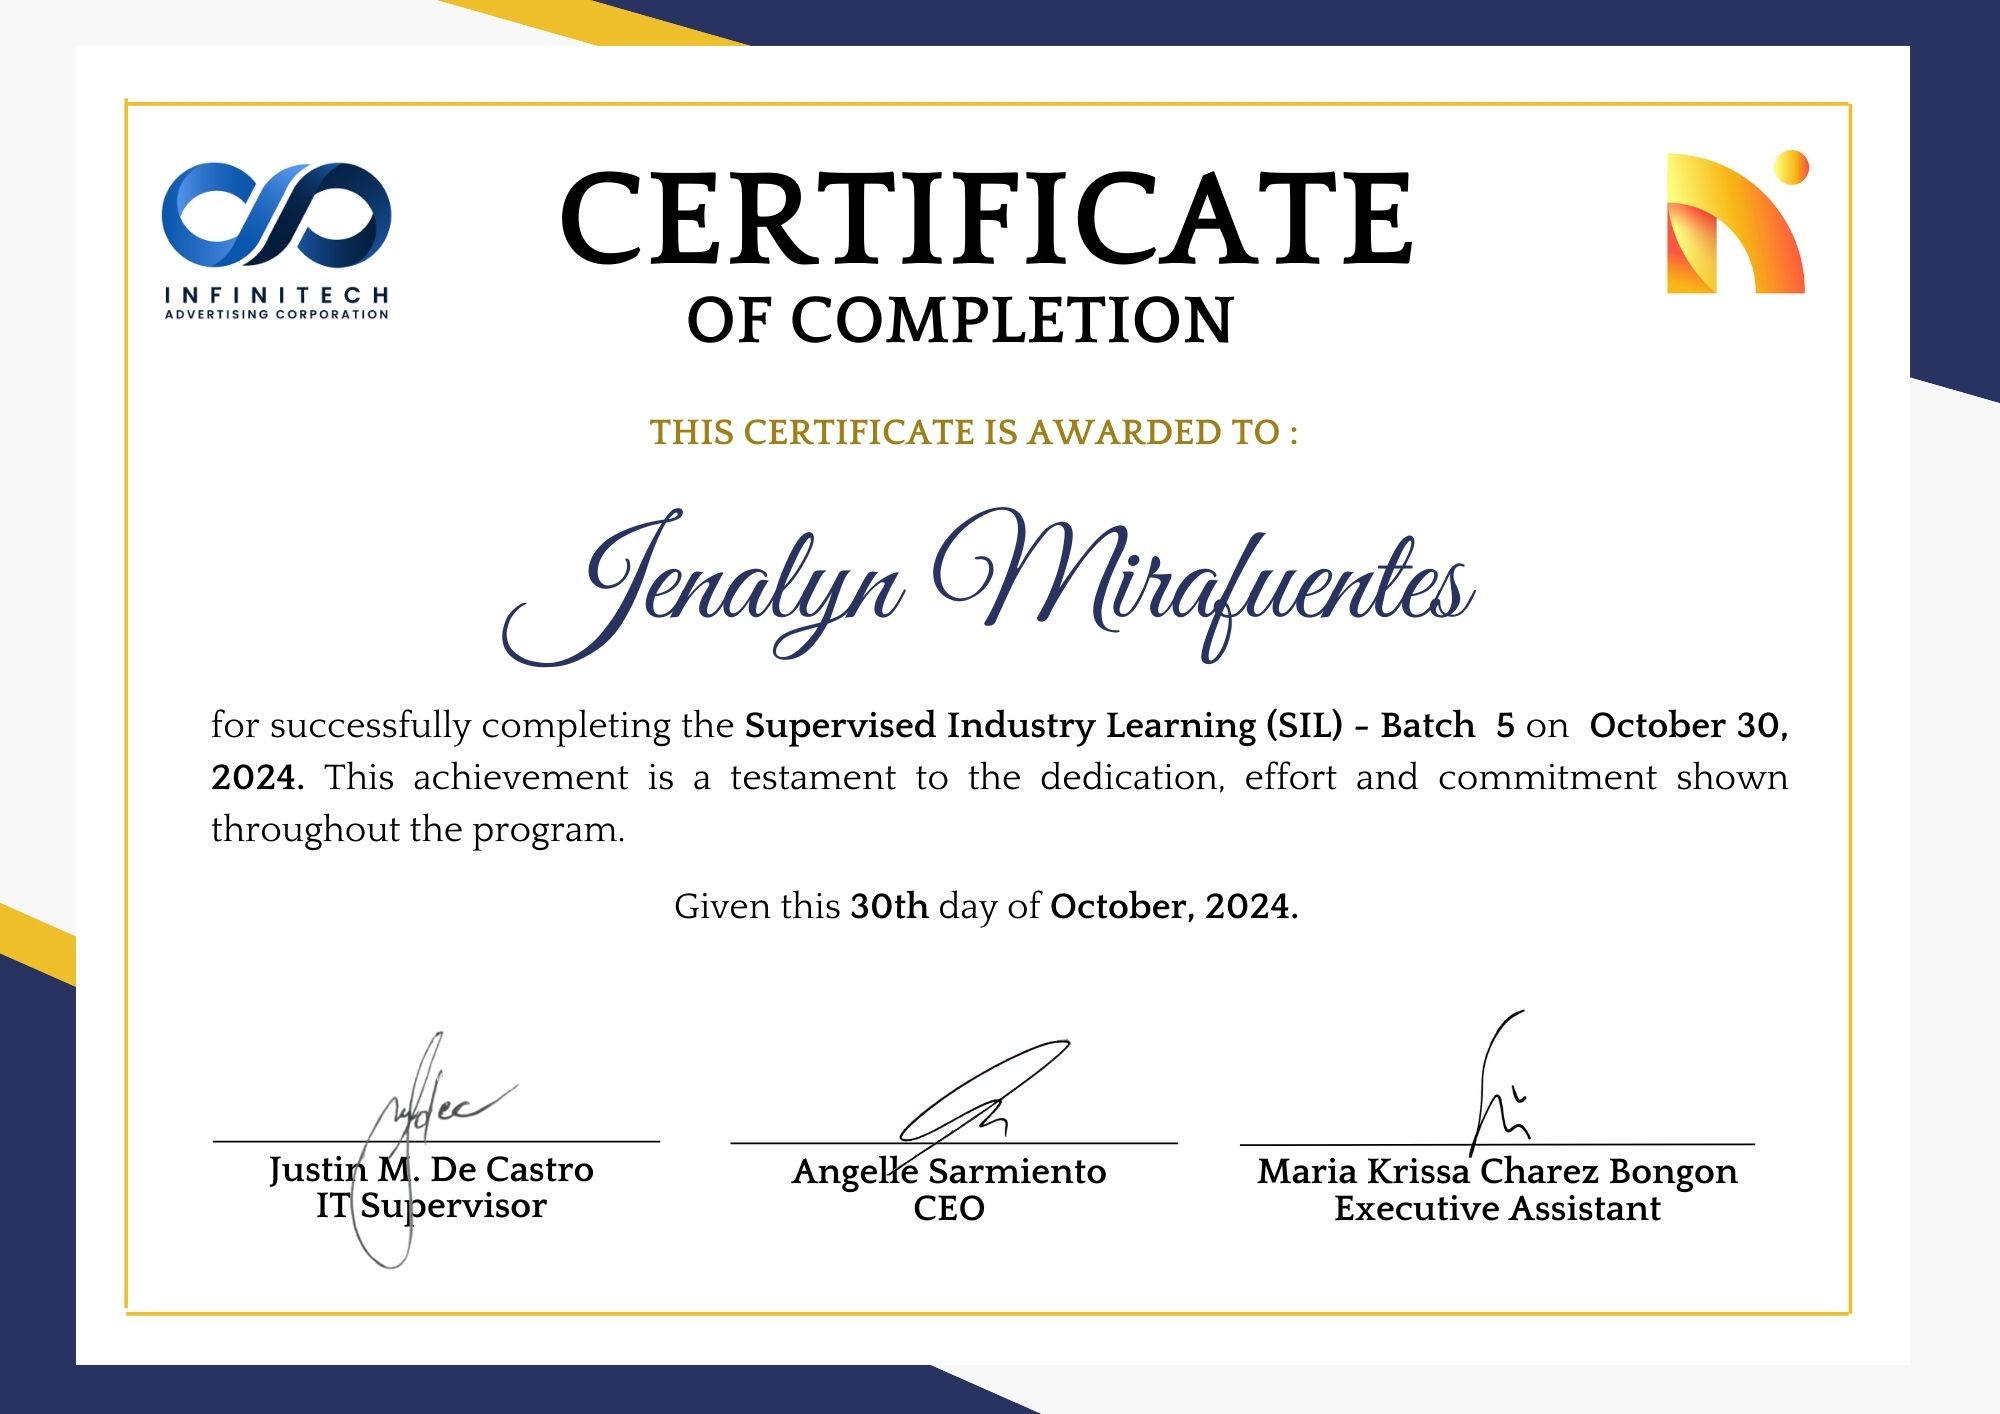 INFINITECH
ADVERTISING CORPORATION
CERTIFICATE
OF COMPLETION
THIS CERTIFICATE IS AWARDED TO :
Jenalyn Mirafuentes
for successfully completing the Supervised Industry Learning (SIL) - Batch 5 on October 30,
2024. This achievement is a testament to the dedication, effort and commitment shown
throughout the program.
Given this 30th day of October, 2024.
Justin M. De Castro
IT Supervisor
Angelle Sarmiento
CEO
Maria Krissa Charez Bongon
Executive Assistant